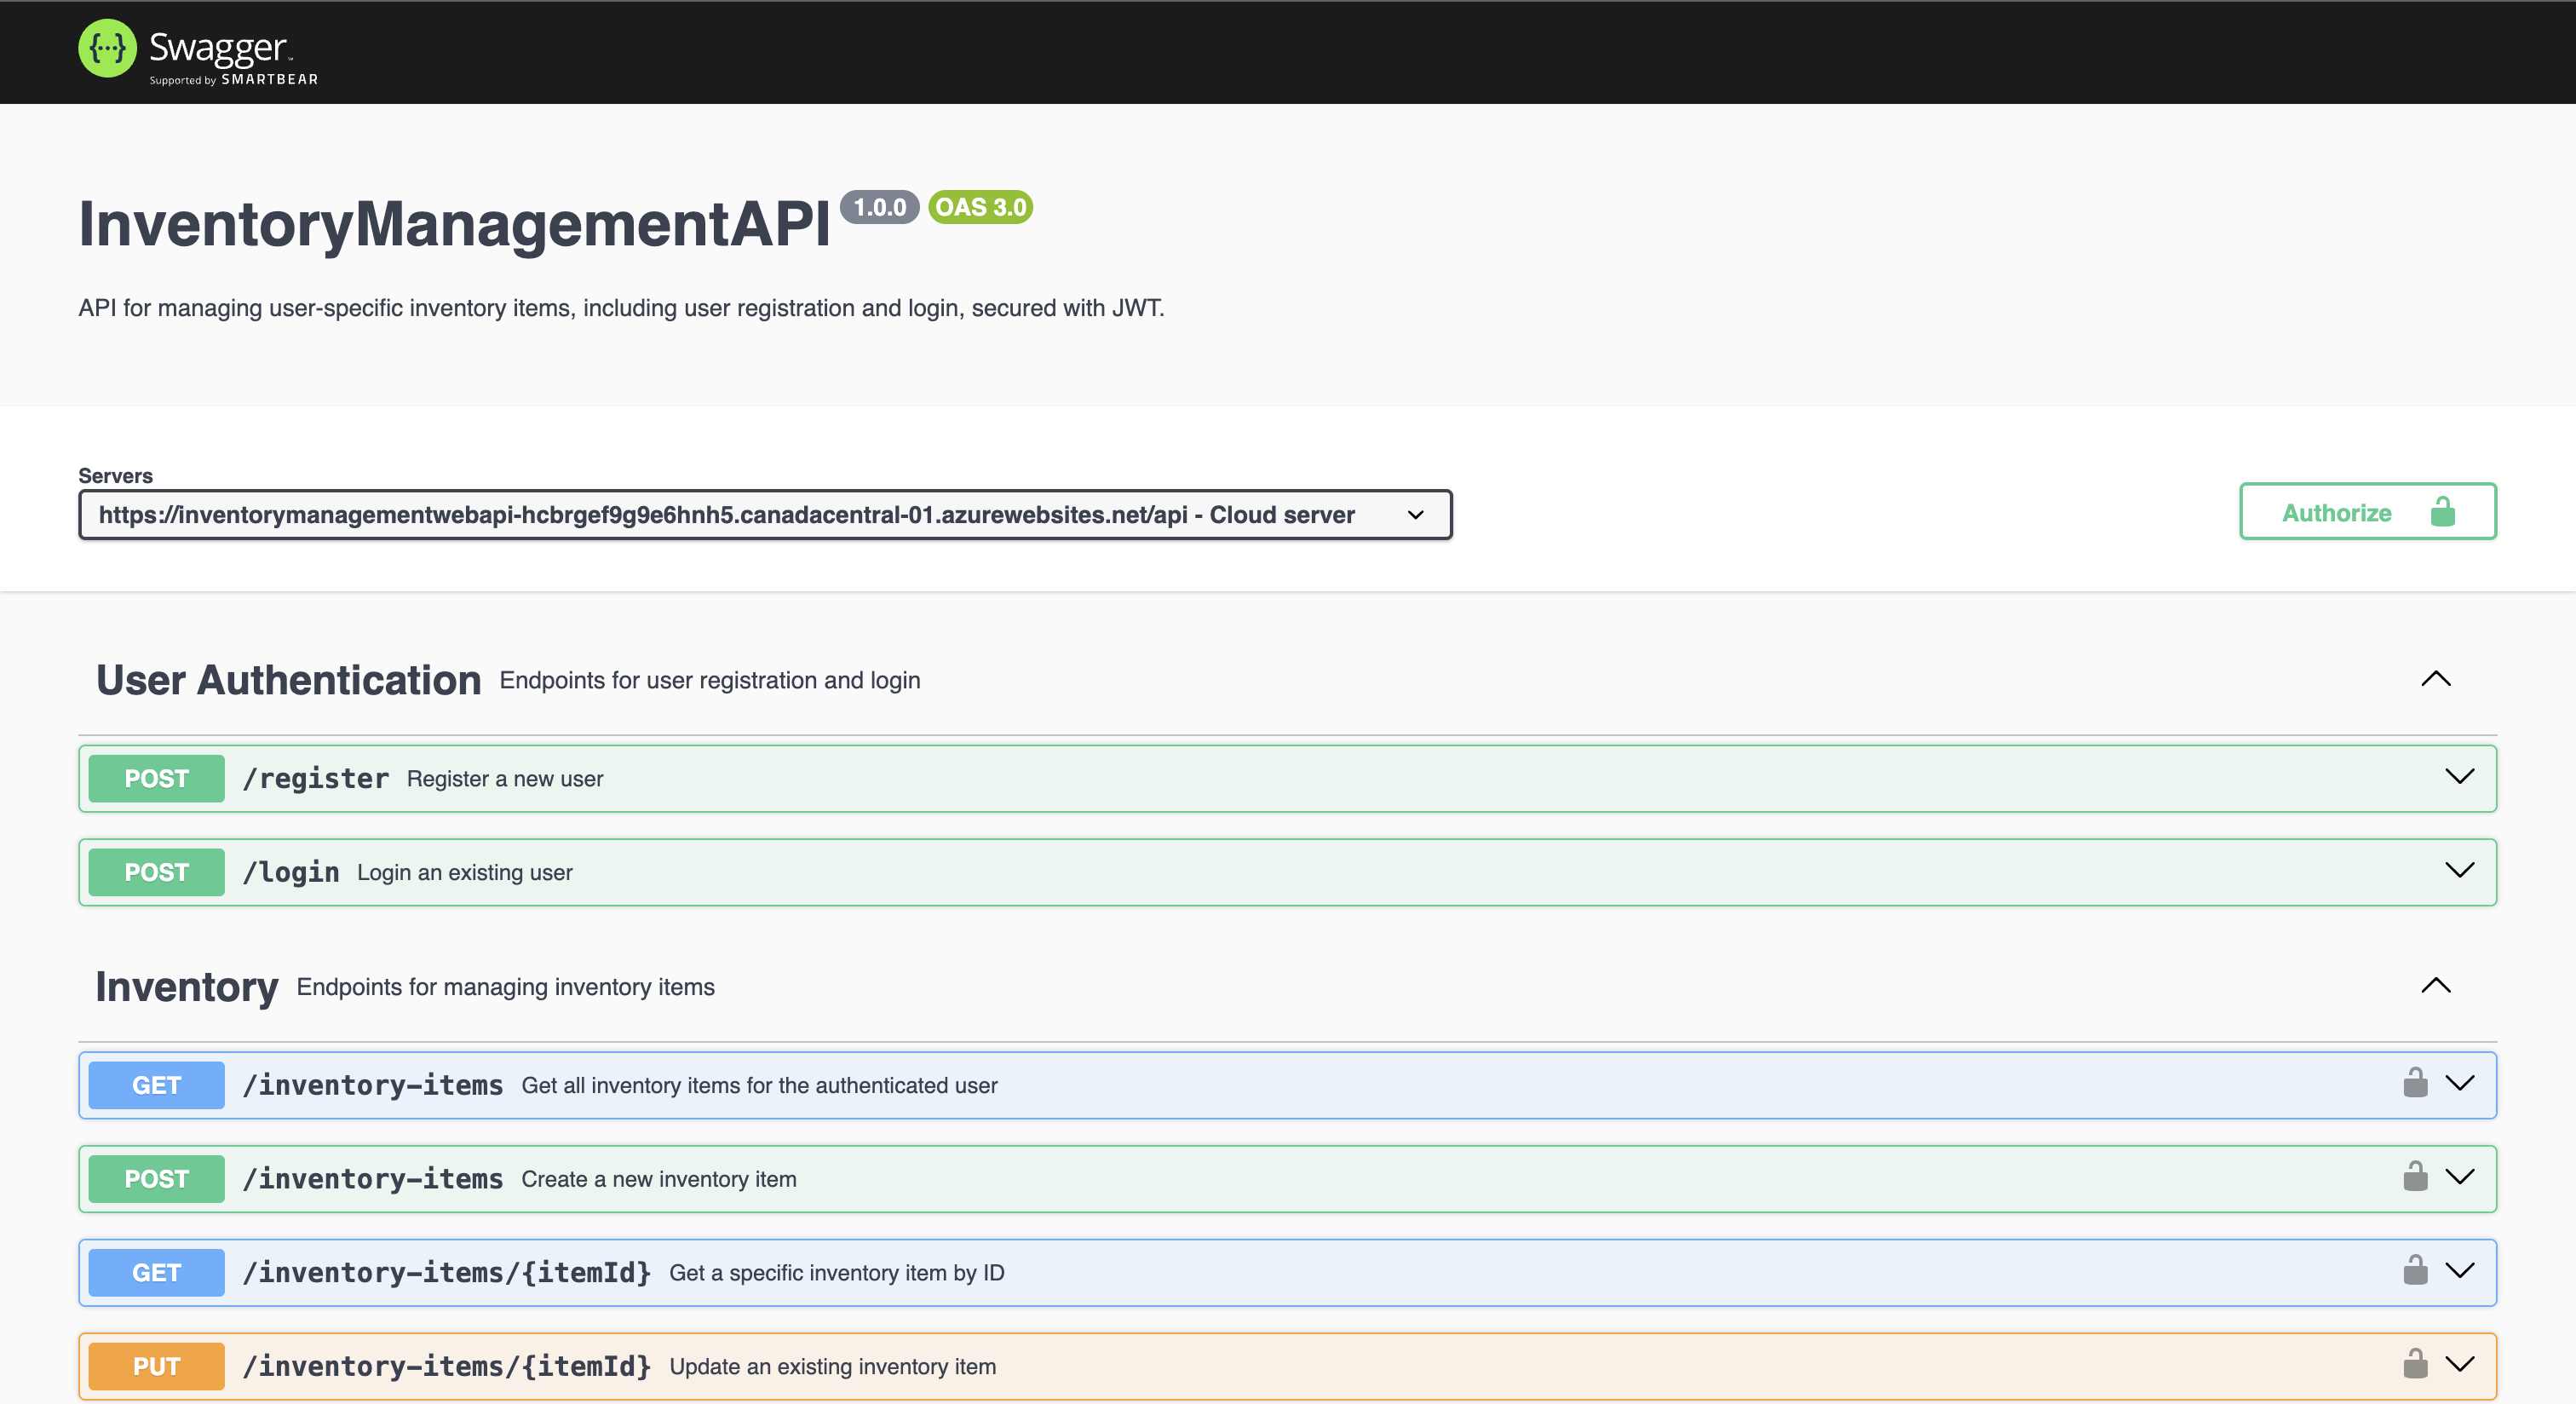 {···} Swagger™
Supported by SMARTBEAR
InventoryManagementAPI 1.0.0 OAS 3.0
API for managing user-specific inventory items, including user registration and login, secured with JWT.
Servers
https://inventorymanagementwebapi-hcbrgef9g9e6hnh5.canadacentral-01.azurewebsites.net/api - Cloud server
Authorize
User Authentication Endpoints for user registration and login
POST /register Register a new user
POST /login Login an existing user
Inventory Endpoints for managing inventory items
GET /inventory-items Get all inventory items for the authenticated user
POST /inventory-items Create a new inventory item
GET /inventory-items/{itemId} Get a specific inventory item by ID
PUT /inventory-items/{itemId} Update an existing inventory item